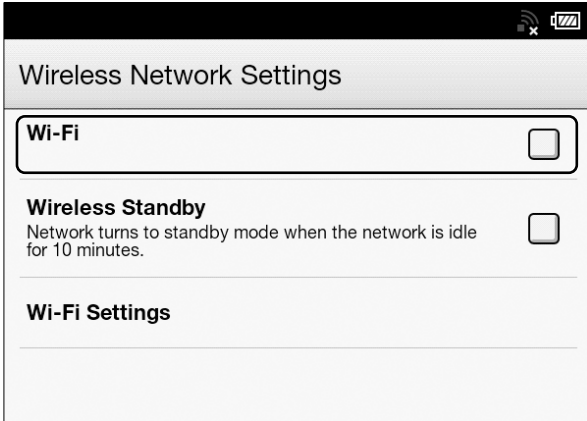 Wireless Network Settings
Wi-Fi
Wireless Standby
Network turns to standby mode when the network is idle
for 10 minutes.
Wi-Fi Settings